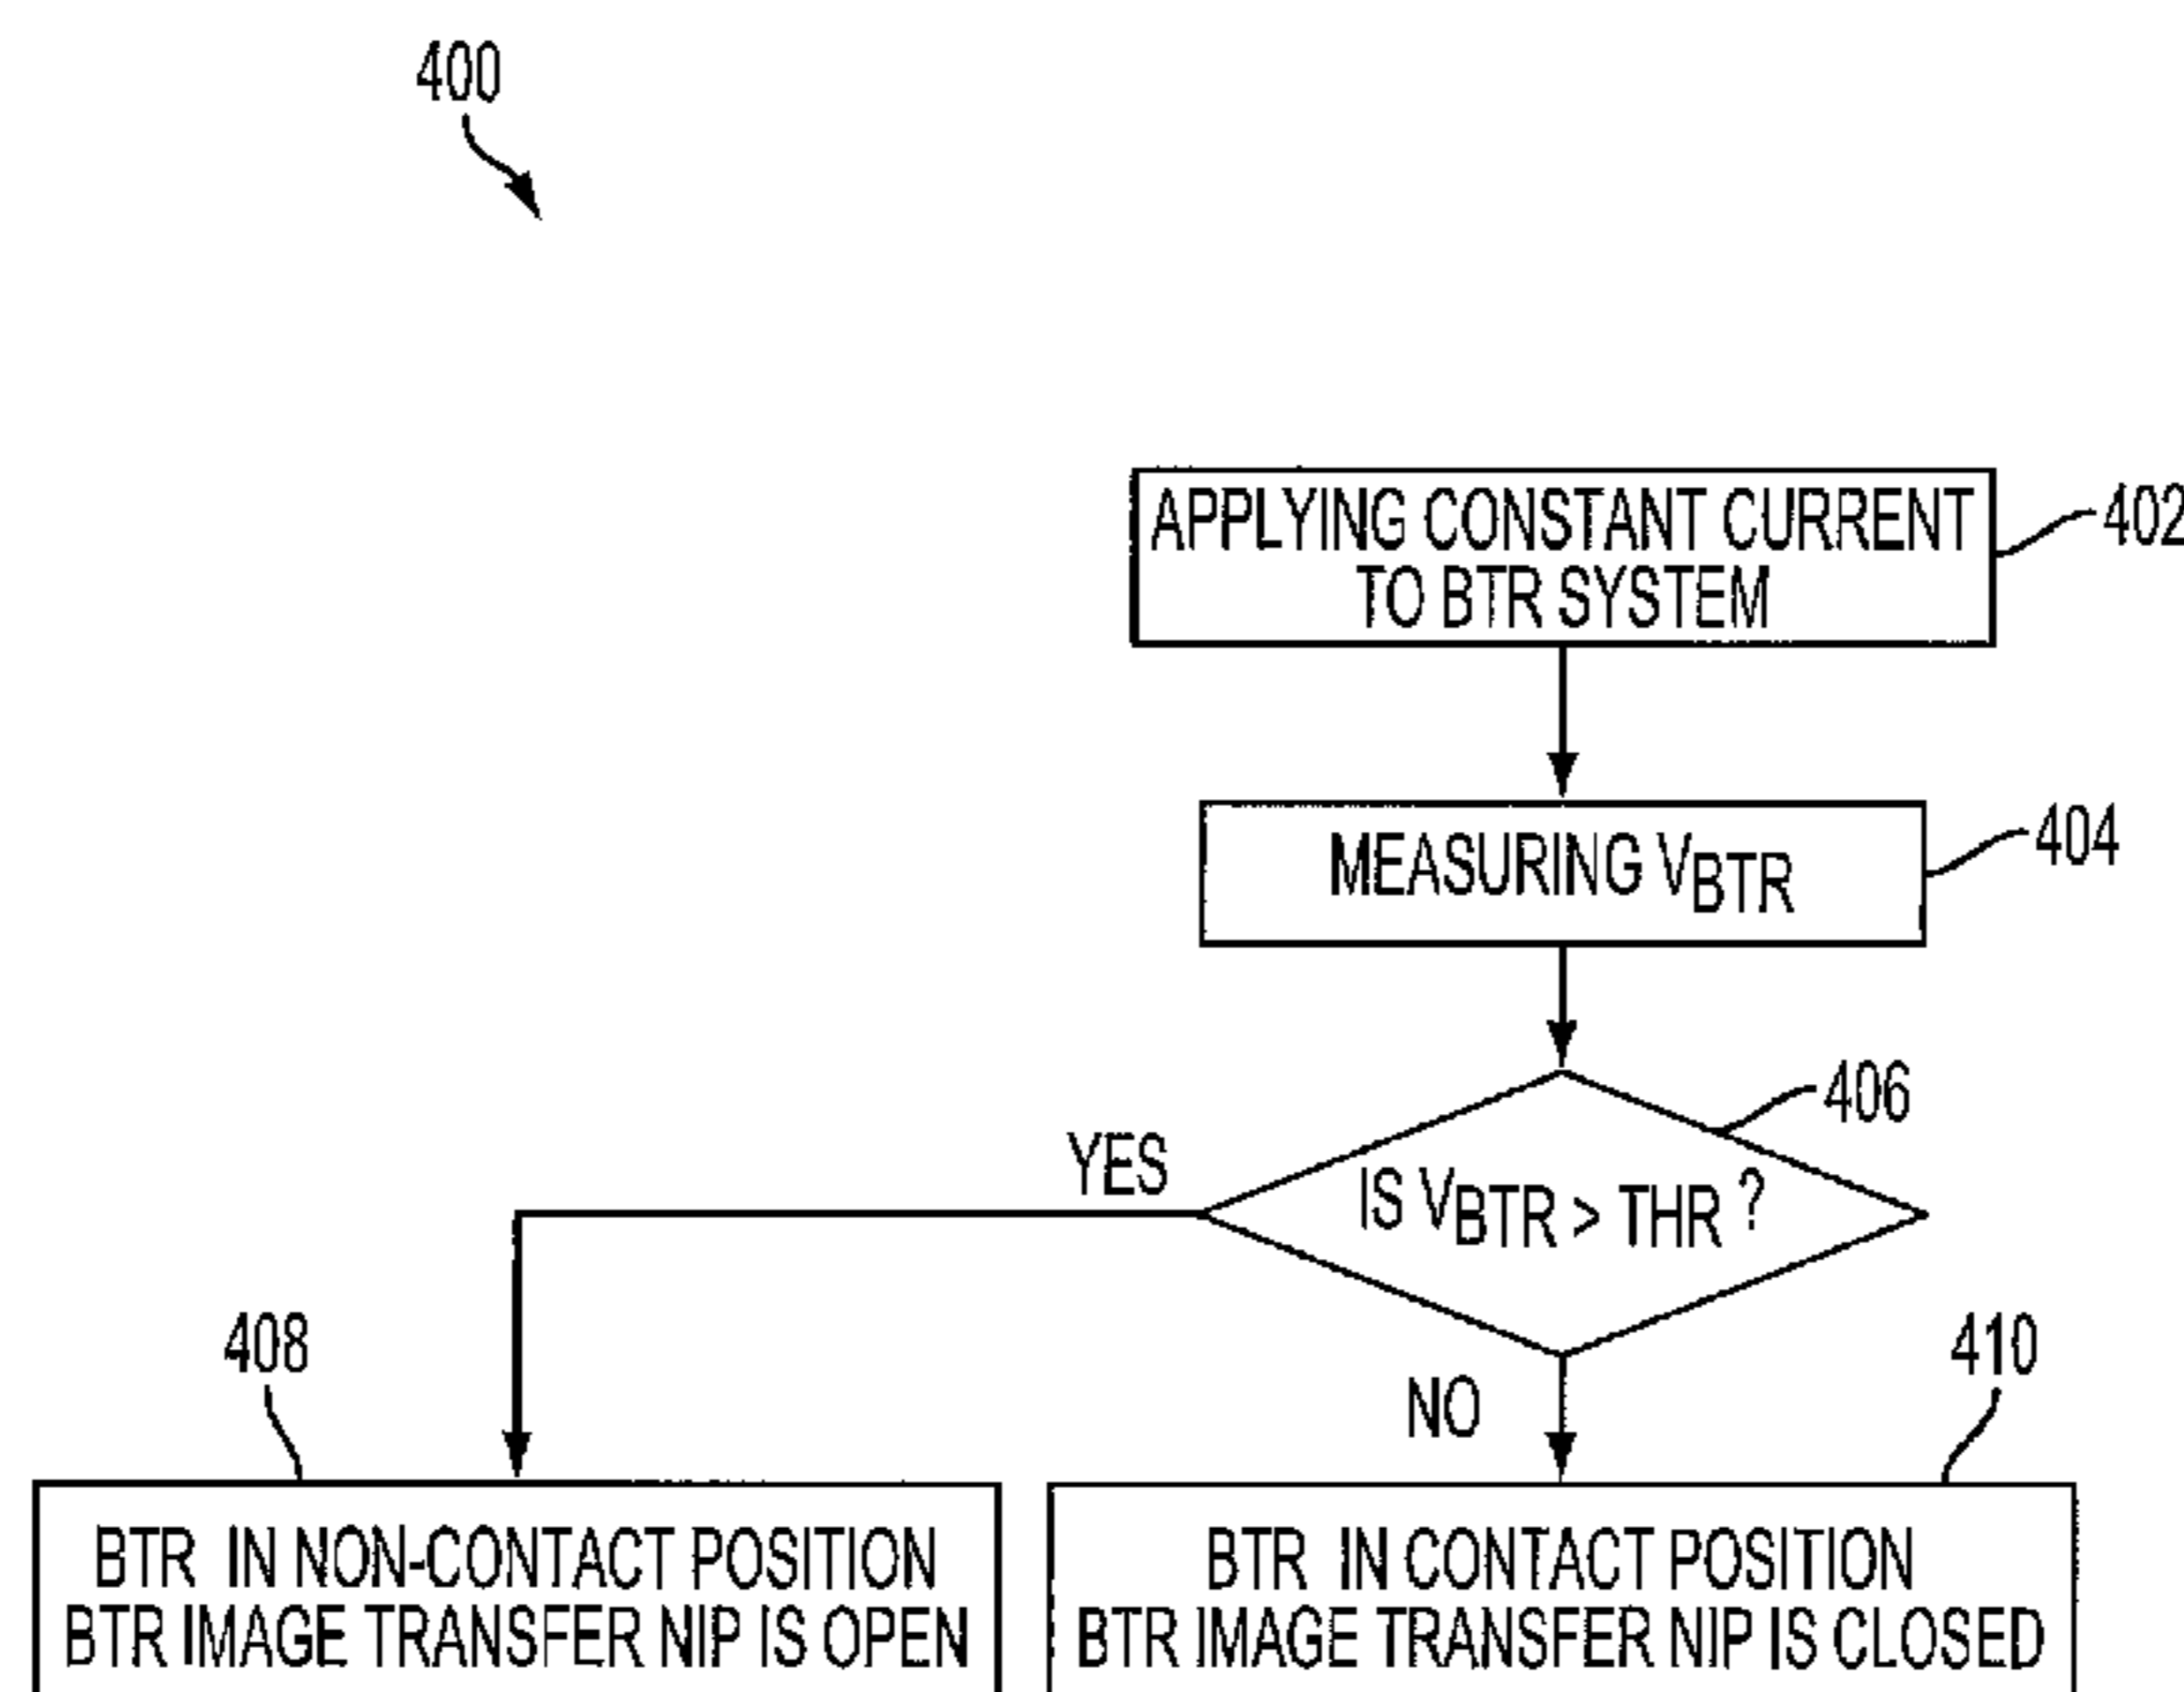 400
APPLYING CONSTANT CURRENT
TO BTR SYSTEM
402
MEASURING VBTR
404
406
YES
IS VBTR > THR ?
408
NO
410
BTR IN NON-CONTACT POSITION
BTR IMAGE TRANSFER NIP IS OPEN
BTR IN CONTACT POSITION
BTR IMAGE TRANSFER NIP IS CLOSED